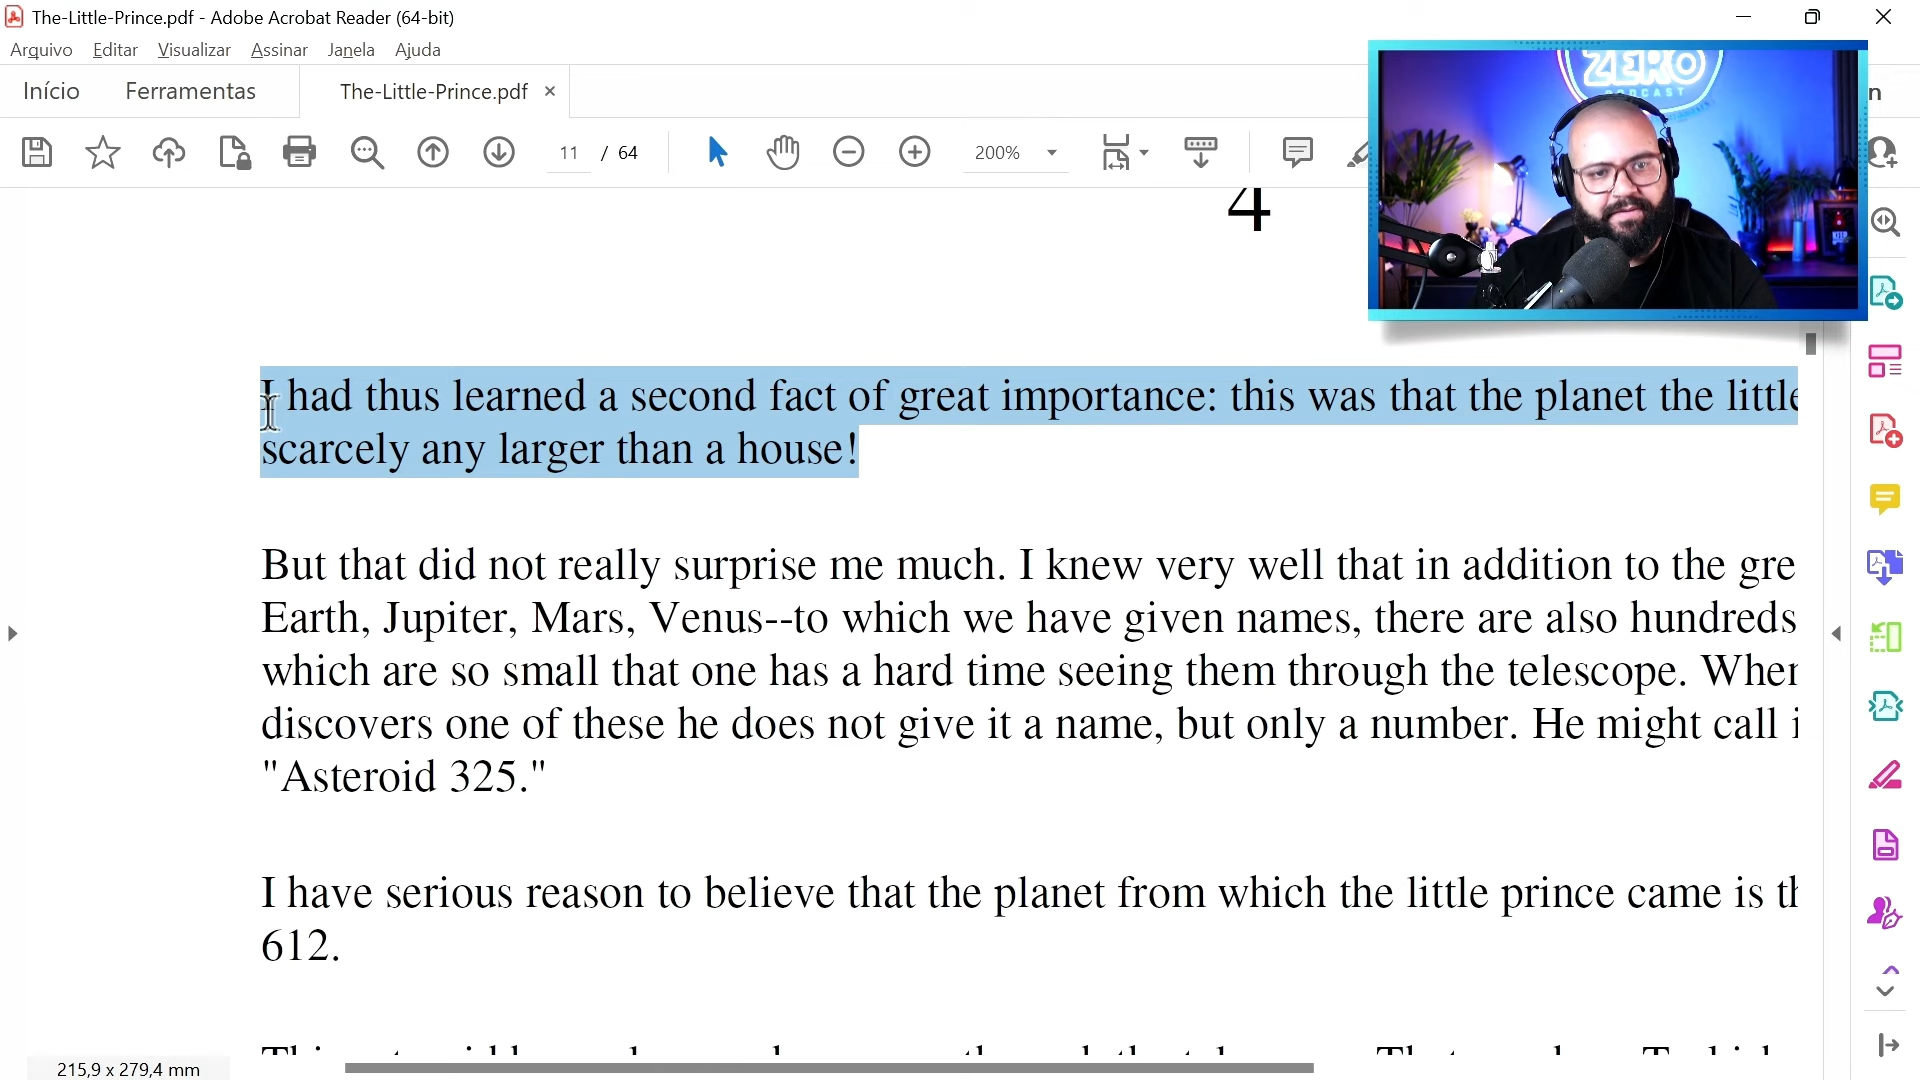 The-Little-Prince.pdf - Adobe Acrobat Reader (64-bit)
Arquivo Editar Visualizar Assinar Janela Ajuda
Início Ferramentas The-Little-Prince.pdf
11 / 64 200%
ZERO
PODCAST
4
I had thus learned a second fact of great importance: this was that the planet the little
scarcely any larger than a house!
But that did not really surprise me much. I knew very well that in addition to the gre
Earth, Jupiter, Mars, Venus--to which we have given names, there are also hundreds
which are so small that one has a hard time seeing them through the telescope. When
discovers one of these he does not give it a name, but only a number. He might call i
"Asteroid 325."
I have serious reason to believe that the planet from which the little prince came is th
612.
215,9 x 279,4 mm